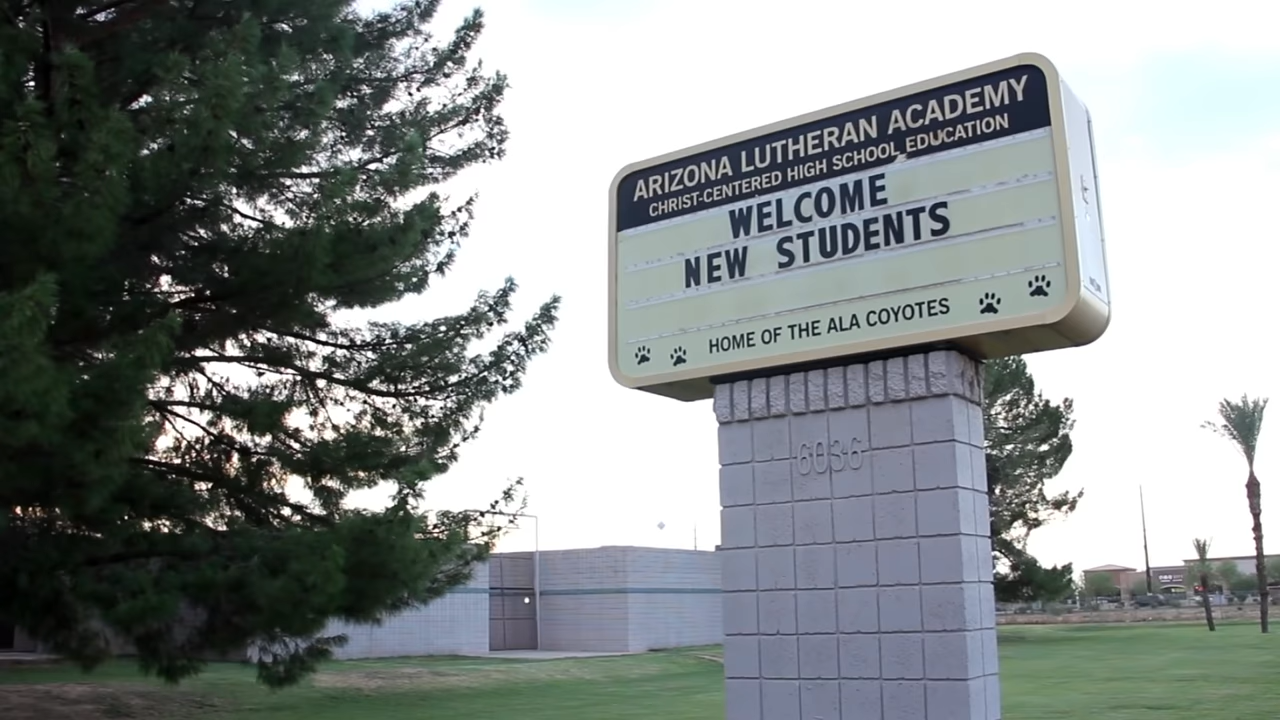 ARIZONA LUTHERAN ACADEMY
CHRIST-CENTERED HIGH SCHOOL EDUCATION
WELCOME
NEW STUDENTS
HOME OF THE ALA COYOTES
6036